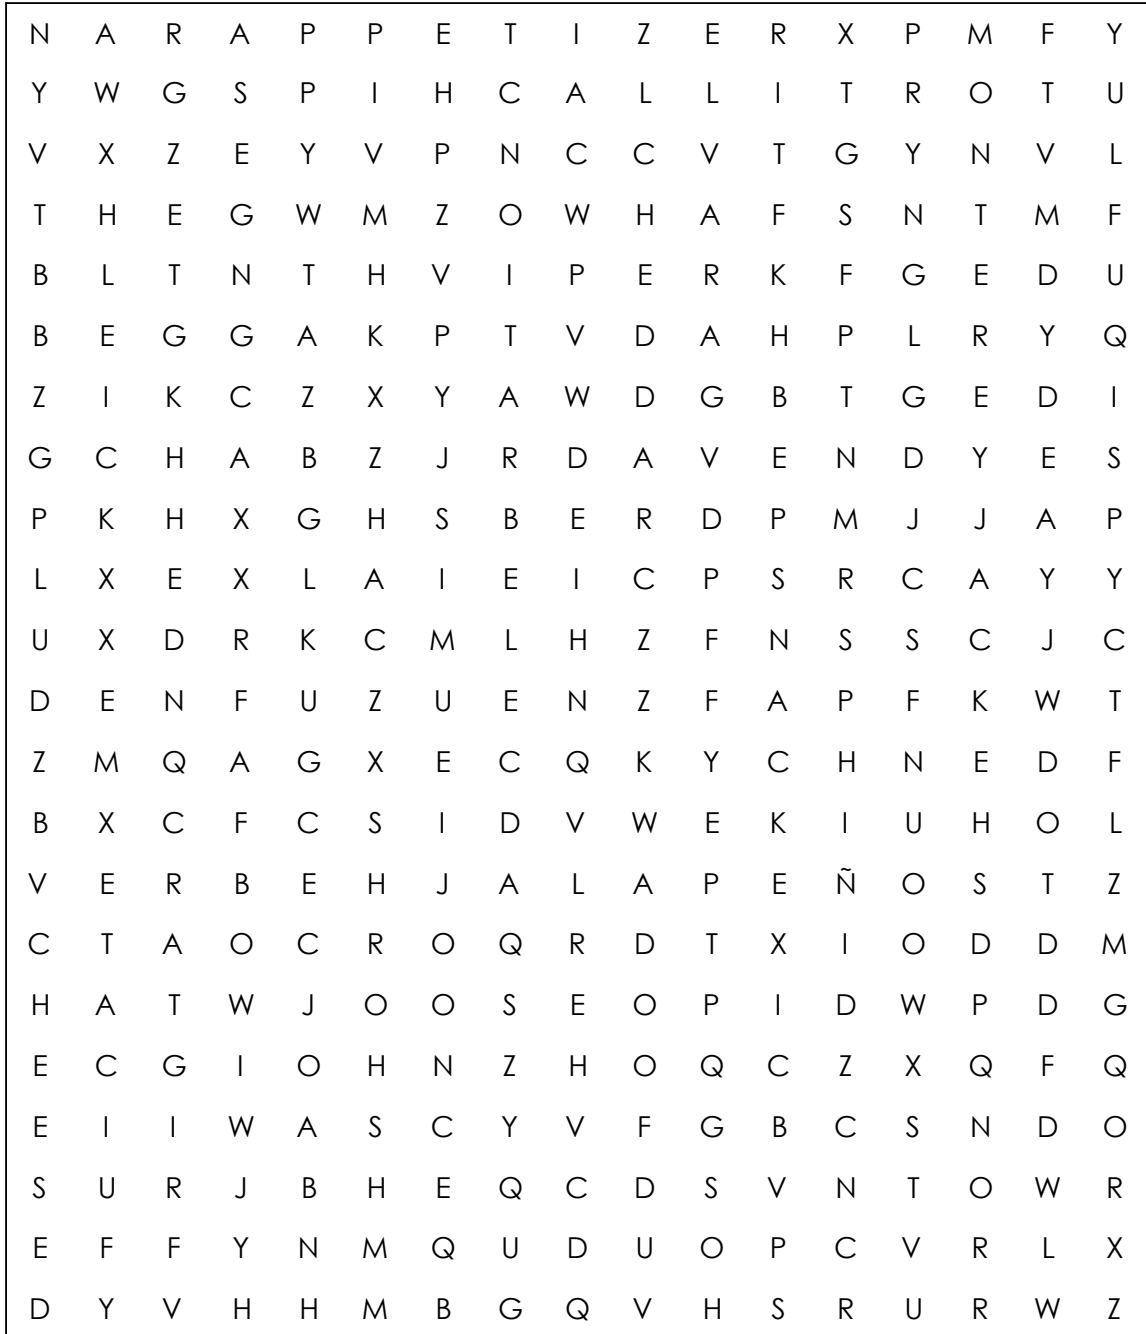 N A R A P P E T I Z E R X P M F Y
Y W G S P I H C A L L I T R O T U
V X Z E Y V P N C C V T G Y N V L
T H E G W M Z O W H A F S N T M F
B L T N T H V I P E R K F G E D U
B E G G A K P T V D A H P L R Y Q
Z I K C Z X Y A W D G B T G E D I
G C H A B Z J R D A V E N D Y E S
P K H X G H S B E R D P M J J A P
L X E X L A I E I C P S R C A Y Y
U X D R K C M L H Z F N S S C J C
D E N F U Z U E N Z F A P F K W T
Z M Q A G X E C Q K Y C H N E D F
B X C F C S I D V W E K I U H O L
V E R B E H J A L A P E Ñ O S T Z
C T A O C R O Q R D T X I O D D M
H A T W J O O S E O P I D W P D G
E C G I O H N Z H O Q C Z X Q F Q
E I I W A S C Y V F G B C S N D O
S U R J B H E Q C D S V N T O W R
E F F Y N M Q U D U O P C V R L X
D Y V H H M B G Q V H S R U R W Z